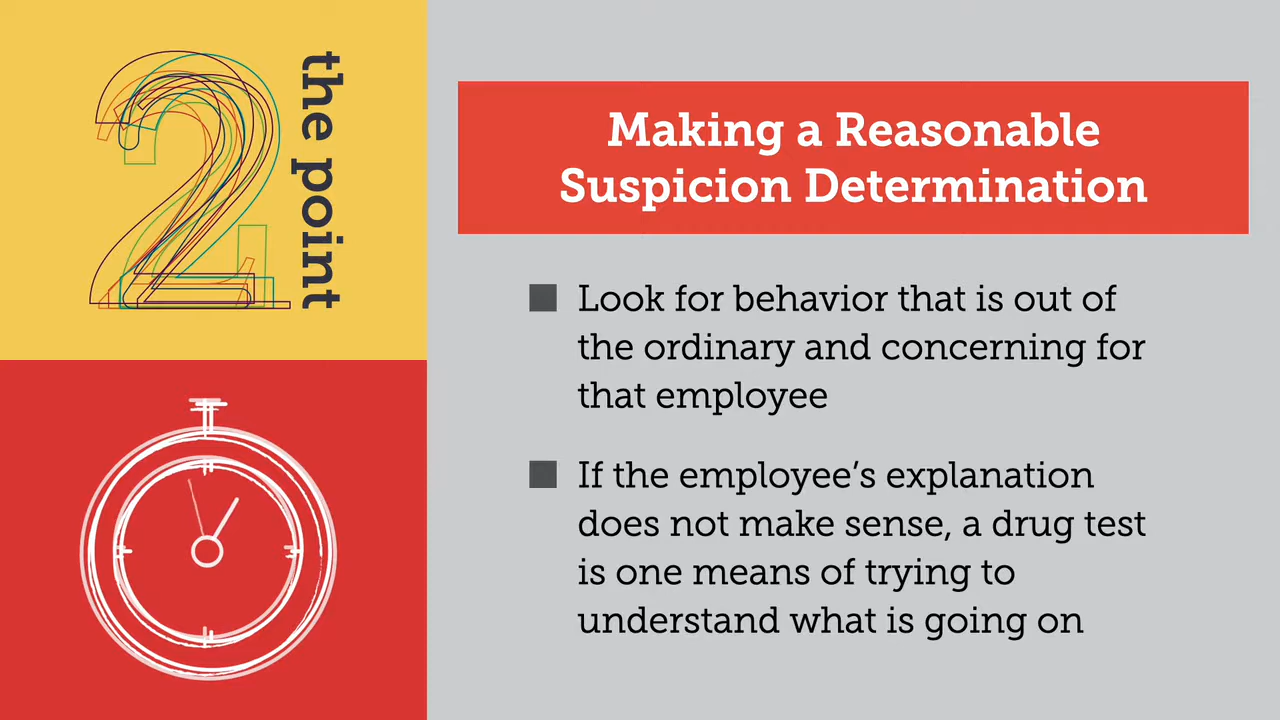 2
the point
Making a Reasonable
Suspicion Determination
■ Look for behavior that is out of
the ordinary and concerning for
that employee
■ If the employee’s explanation
does not make sense, a drug test
is one means of trying to
understand what is going on